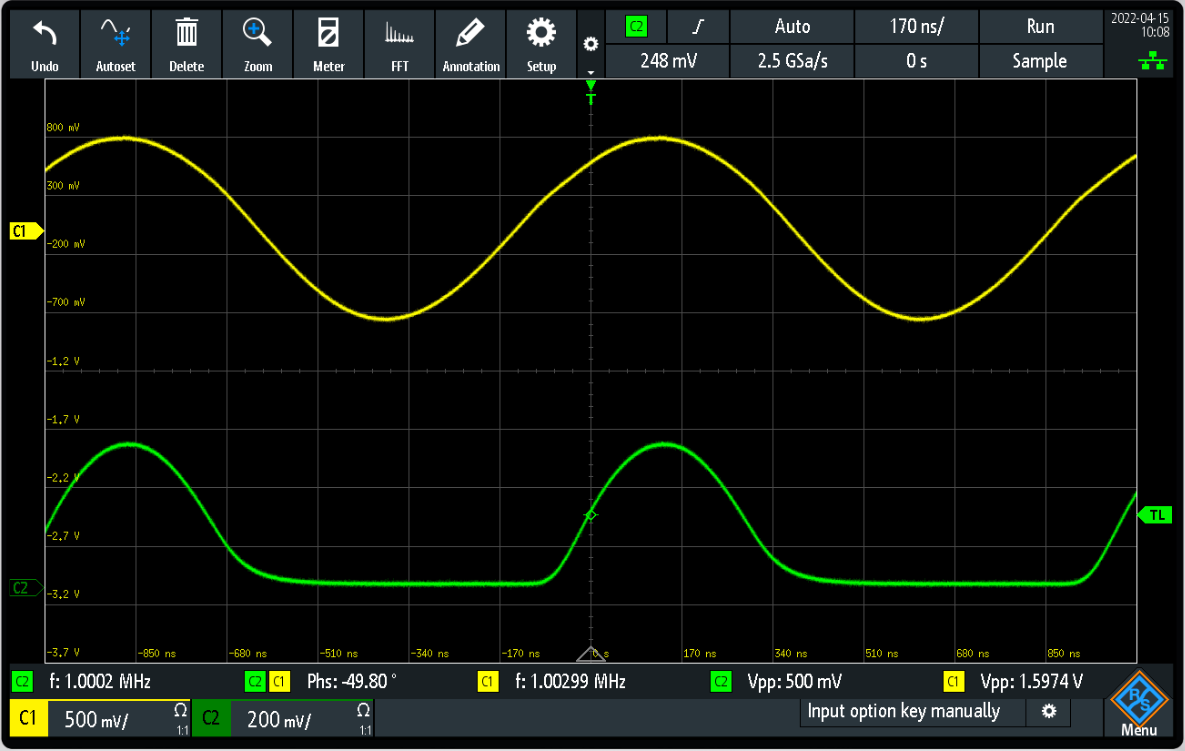 C2 Auto 170 ns/ Run 2022-04-15
10:08
Undo Autoset Delete Zoom Meter FFT Annotation Setup
248 mV 2.5 GSa/s 0 s Sample
T
800 mV
300 mV
C1
-200 mV
-700 mV
-1.2 V
-1.7 V
-2.2 V
TL
-2.7 V
C2
-3.2 V
-3.7 V -850 ns -680 ns -510 ns -340 ns -170 ns 0 s 170 ns 340 ns 510 ns 680 ns 850 ns
C2 f: 1.0002 MHz C2 C1 Phs: -49.80 ° C1 f: 1.00299 MHz C2 Vpp: 500 mV C1 Vpp: 1.5974 V
C1 500 mV/ Ω 1:1 C2 200 mV/ Ω 1:1 Input option key manually
R S
Menu